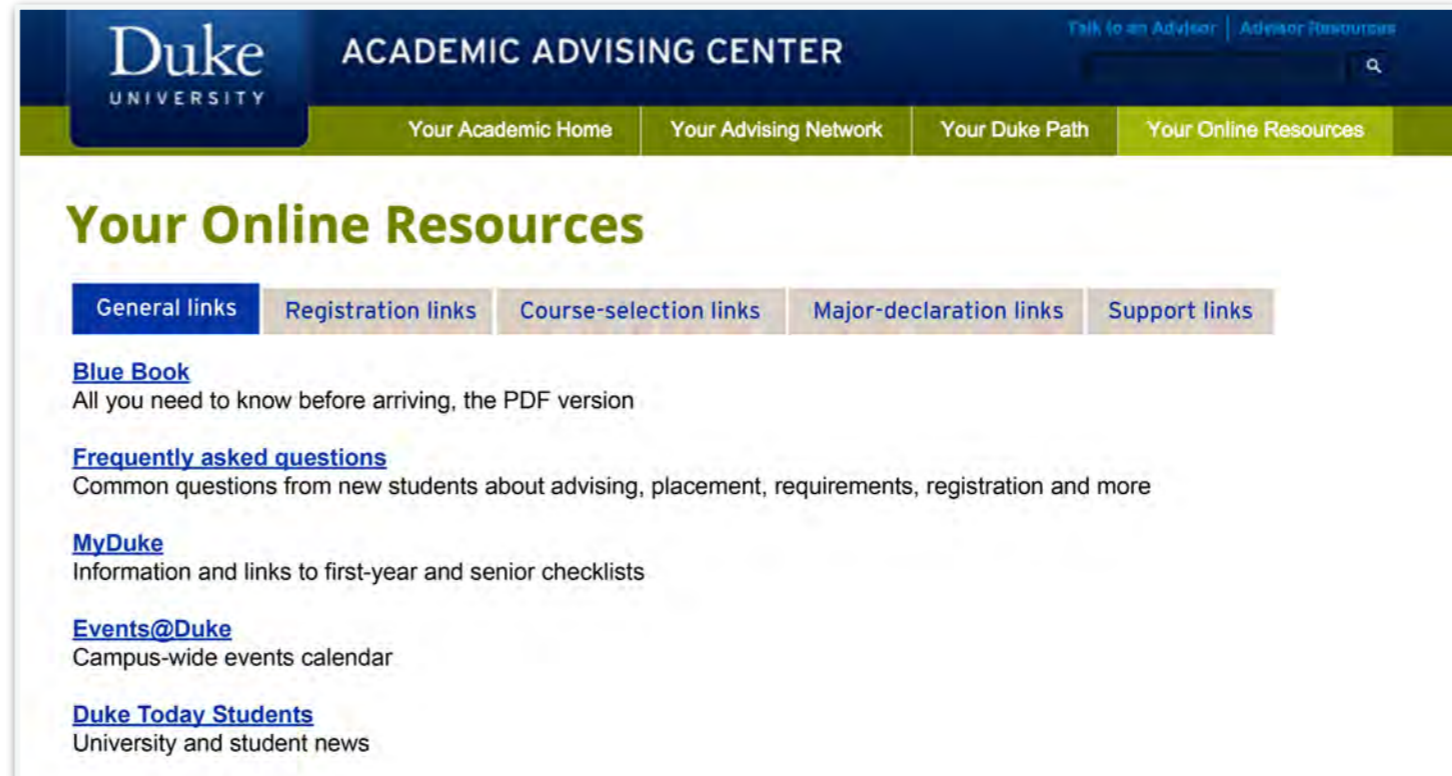 Duke
UNIVERSITY
ACADEMIC ADVISING CENTER
Talk to an Advisor | Advisor Resources
Your Academic Home
Your Advising Network
Your Duke Path
Your Online Resources
Your Online Resources
General links
Registration links
Course-selection links
Major-declaration links
Support links
Blue Book
All you need to know before arriving, the PDF version
Frequently asked questions
Common questions from new students about advising, placement, requirements, registration and more
MyDuke
Information and links to first-year and senior checklists
Events@Duke
Campus-wide events calendar
Duke Today Students
University and student news